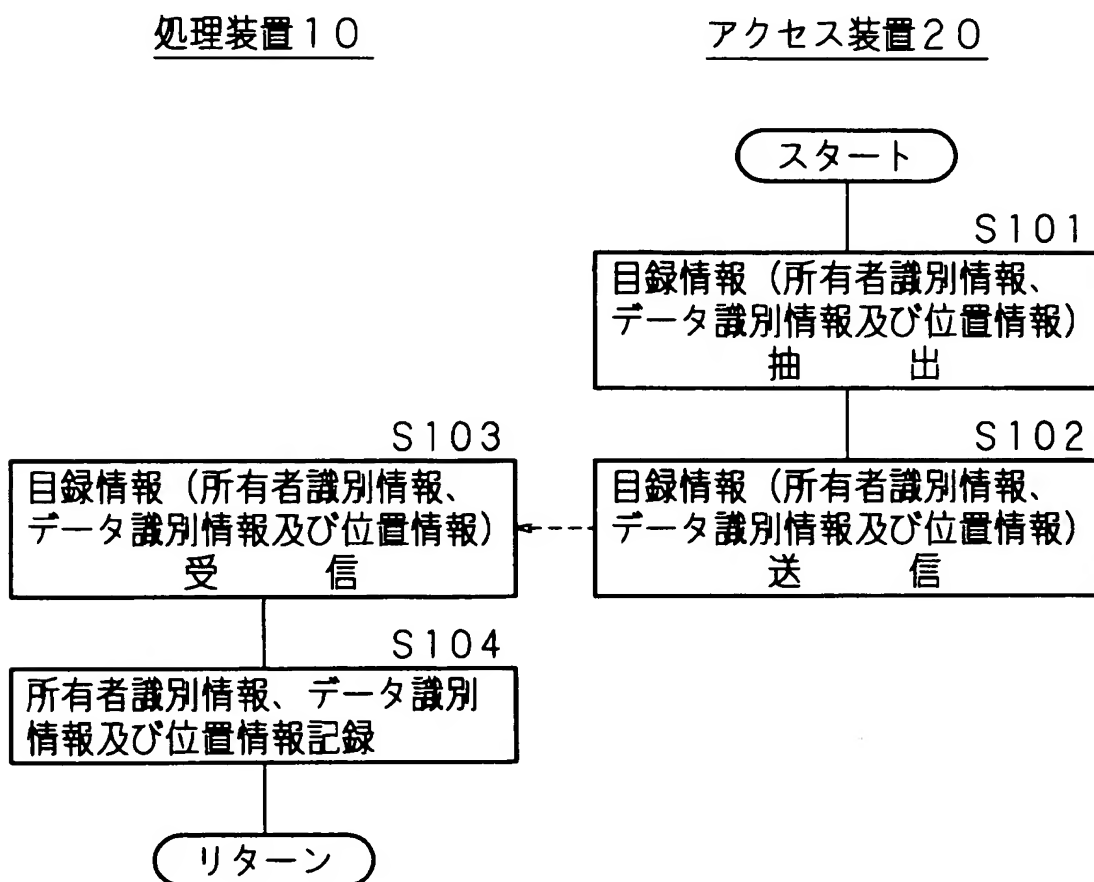 処理装置１０
アクセス装置２０
スタート
Ｓ１０１
目録情報（所有者識別情報、
データ識別情報及び位置情報）
抽　　出
Ｓ１０２
目録情報（所有者識別情報、
データ識別情報及び位置情報）
送　　信
Ｓ１０３
目録情報（所有者識別情報、
データ識別情報及び位置情報）
受　　信
Ｓ１０４
所有者識別情報、データ識別
情報及び位置情報記録
リターン